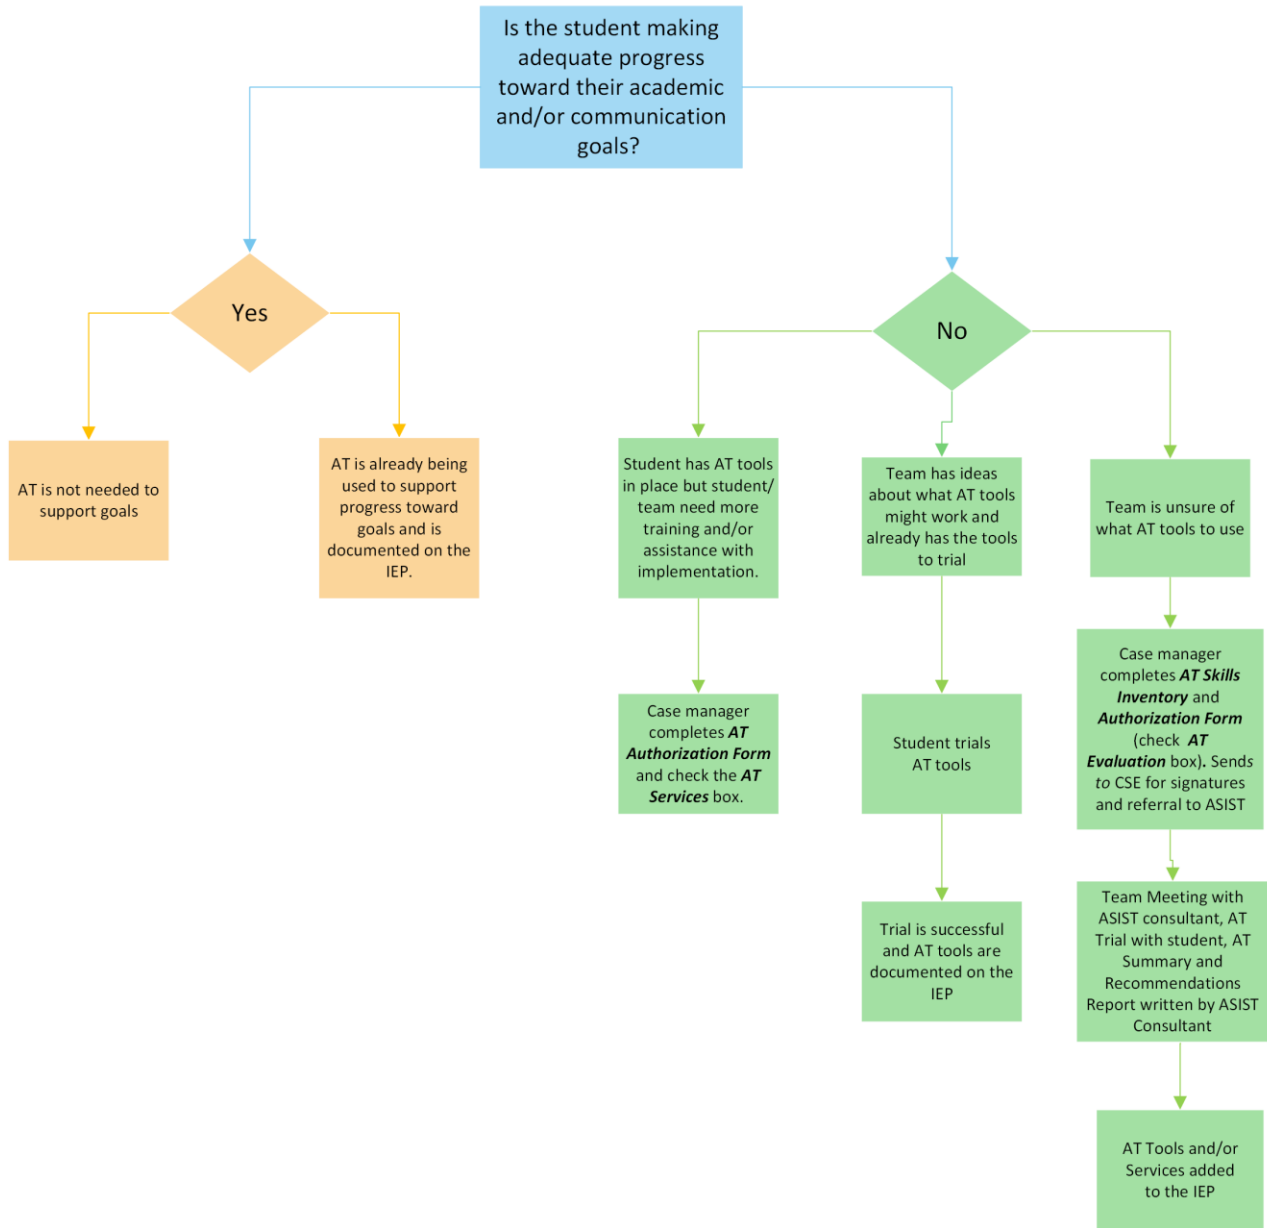 Is the student making
adequate progress
toward their academic
and/or communication
goals?
Yes
No
AT is not needed to
support goals
AT is already being
used to support
progress toward
goals and is
documented on the
IEP.
Student has AT tools
in place but student/
team need more
training and/or
assistance with
implementation.
Team has ideas
about what AT tools
might work and
already has the tools
to trial
Team is unsure of
what AT tools to use
Case manager
completes AT
Authorization Form
and check the AT
Services box.
Student trials
AT tools
Case manager
completes AT Skills
Inventory and
Authorization Form
(check AT
Evaluation box). Sends
to CSE for signatures
and referral to ASIST
Trial is successful
and AT tools are
documented on the
IEP
Team Meeting with
ASIST consultant, AT
Trial with student, AT
Summary and
Recommendations
Report written by ASIST
Consultant
AT Tools and/or
Services added
to the IEP